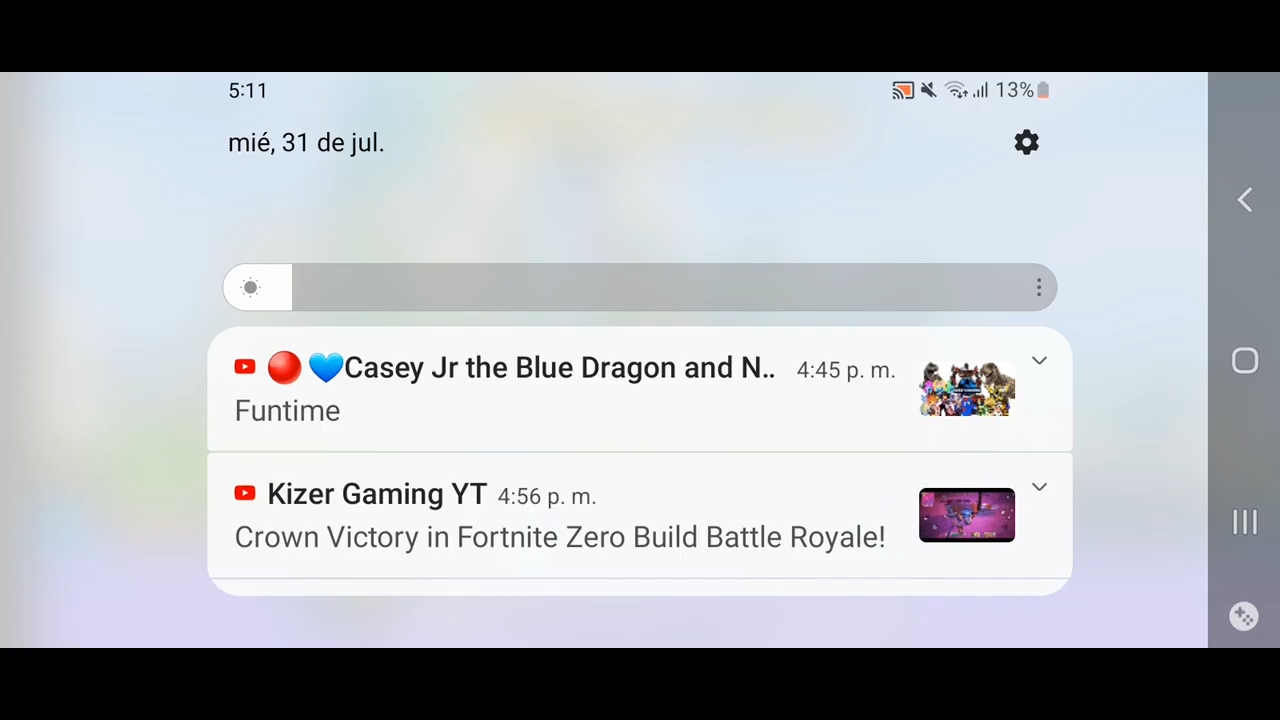 5:11
13%
mié, 31 de jul.
🔴 💙Casey Jr the Blue Dragon and N.. 4:45 p. m.
Funtime
Kizer Gaming YT 4:56 p. m.
Crown Victory in Fortnite Zero Build Battle Royale!